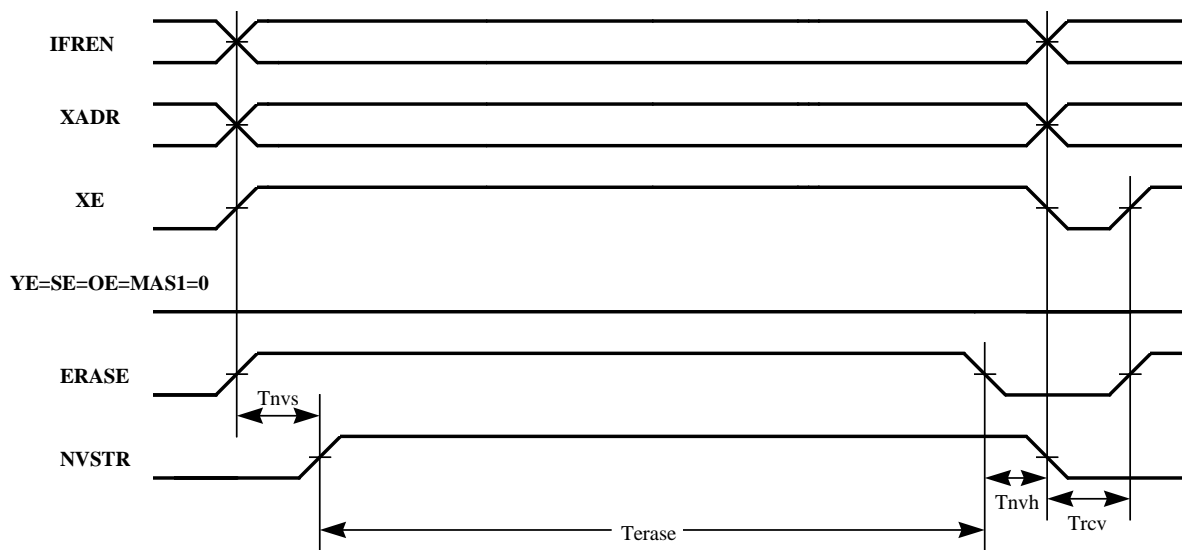 IFREN
XADR
XE
YE=SE=OE=MAS1=0
ERASE
Tnvs
NVSTR
Tnvh
Trcv
Terase